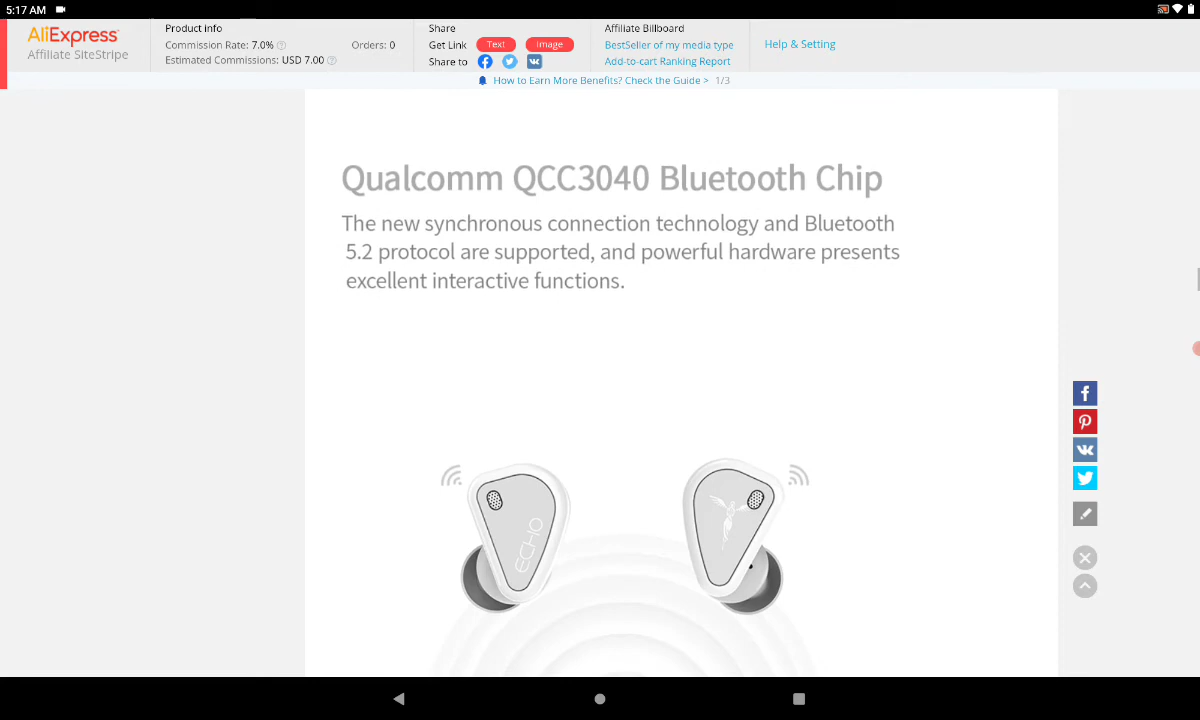 5:17 AM
AliExpress
Affiliate SiteStripe
Product info
Commission Rate: 7.0%
Orders: 0
Estimated Commissions: USD 7.00
Share
Get Link Text Image
Share to
Affiliate Billboard
BestSeller of my media type
Add-to-cart Ranking Report
Help & Setting
How to Earn More Benefits? Check the Guide > 1/3
Qualcomm QCC3040 Bluetooth Chip
The new synchronous connection technology and Bluetooth
5.2 protocol are supported, and powerful hardware presents
excellent interactive functions.
ECHO